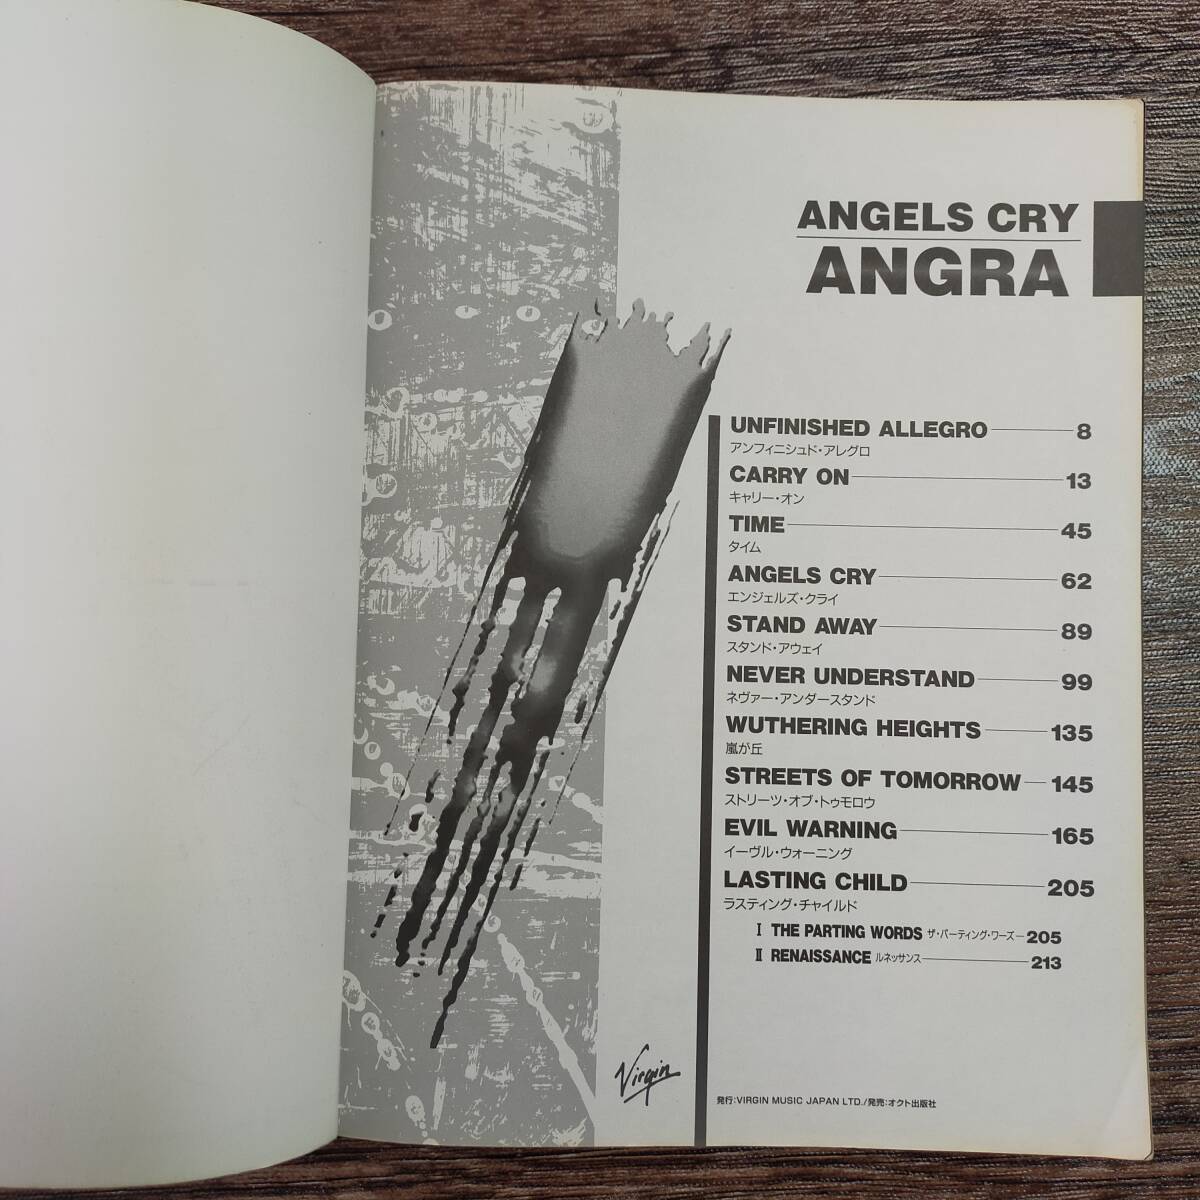 ANGELS CRY
ANGRA
UNFINISHED ALLEGRO 8
アンフィニシュド・アレグロ
CARRY ON 13
キャリー・オン
TIME 45
タイム
ANGELS CRY 62
エンジェルズ・クライ
STAND AWAY 89
スタンド・アウェイ
NEVER UNDERSTAND 99
ネヴァー・アンダースタンド
WUTHERING HEIGHTS 135
嵐が丘
STREETS OF TOMORROW 145
ストリーツ・オブ・トゥモロウ
EVIL WARNING 165
イーヴル・ウォーニング
LASTING CHILD 205
ラスティング・チャイルド
I THE PARTING WORDS ザ・パーティング・ワーズ 205
II RENAISSANCE ルネッサンス 213
Virgin
発行:VIRGIN MUSIC JAPAN LTD./発売:オクト出版社